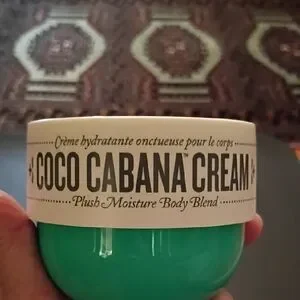 Crème hydratante onctueuse pour le corps
COCO CABANA™ CREAM
Plush Moisture Body Blend